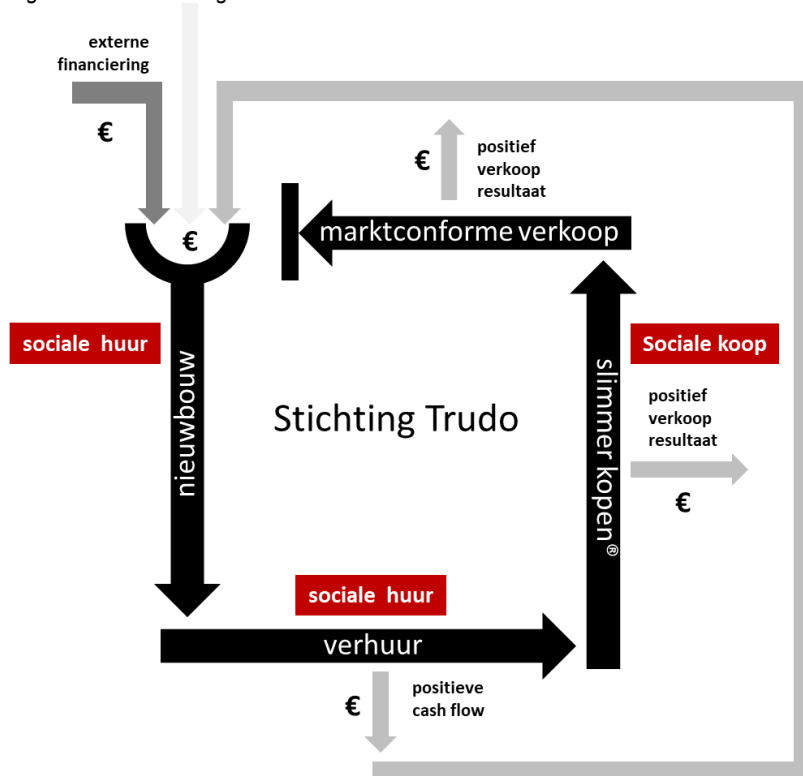 externe
financiering
€
€
€
positief
verkoop
resultaat
marktconforme verkoop
sociale huur
nieuwbouw
Stichting Trudo
slimmer kopen®
Sociale koop
positief
verkoop
resultaat
€
sociale huur
verhuur
€
positieve
cash flow